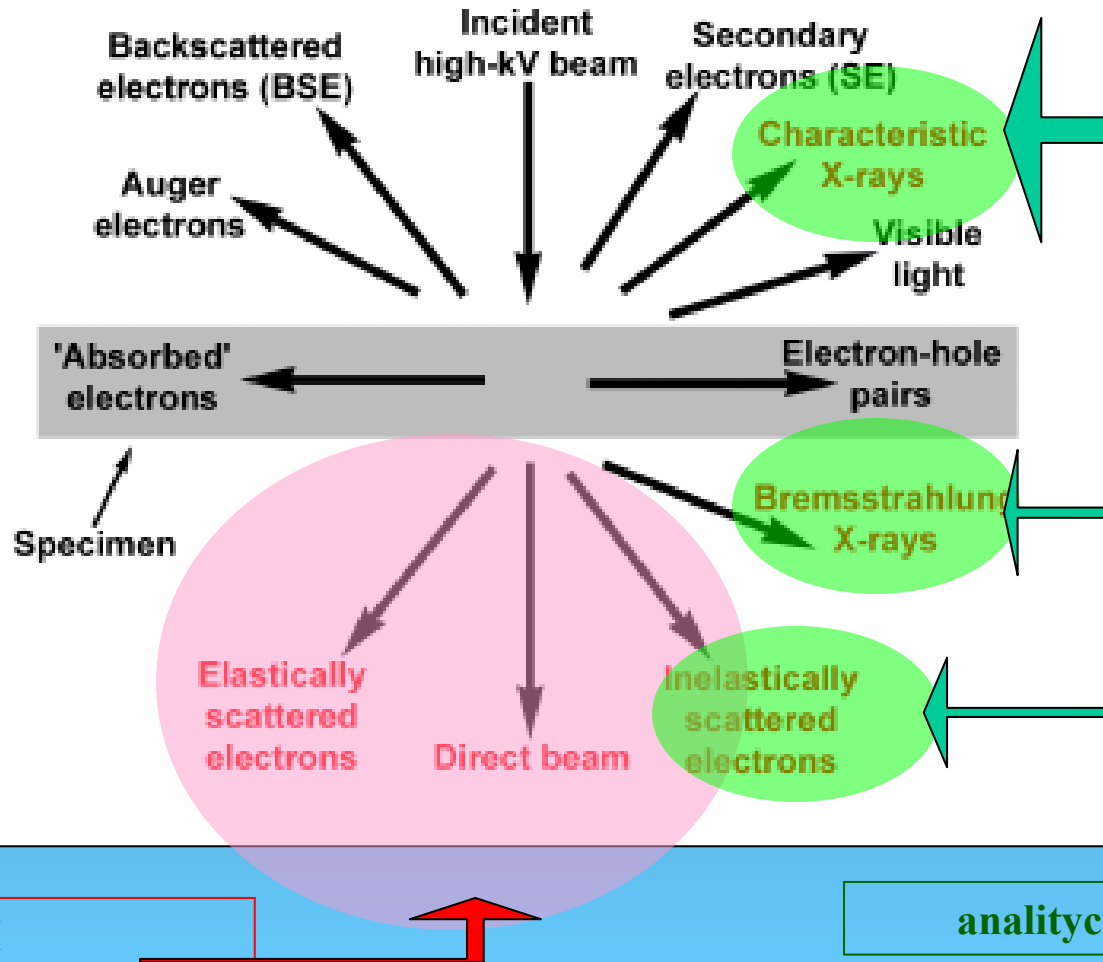 Backscattered
electrons (BSE)
Incident
high-kV beam
Secondary
electrons (SE)
Characteristic
X-rays
Auger
electrons
Visible
light
'Absorbed'
electrons
Electron-hole
pairs
Specimen
Bremsstrahlung
X-rays
Elastically
scattered
electrons
Direct beam
Inelastically
scattered
electrons
analityc